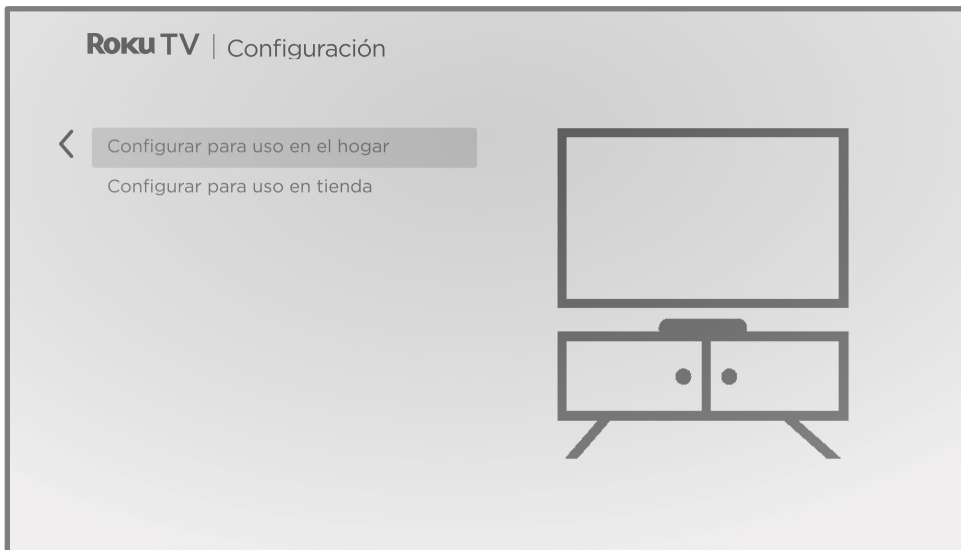 Roku TV | Configuración
Configurar para uso en el hogar
Configurar para uso en tienda